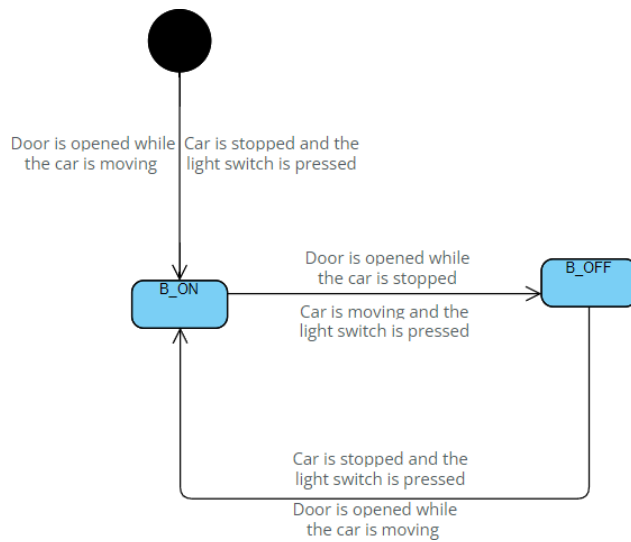 Door is opened while
the car is moving
Car is stopped and the
light switch is pressed
B_ON
Door is opened while
the car is stopped
B_OFF
Car is moving and the
light switch is pressed
Car is stopped and the
light switch is pressed
Door is opened while
the car is moving